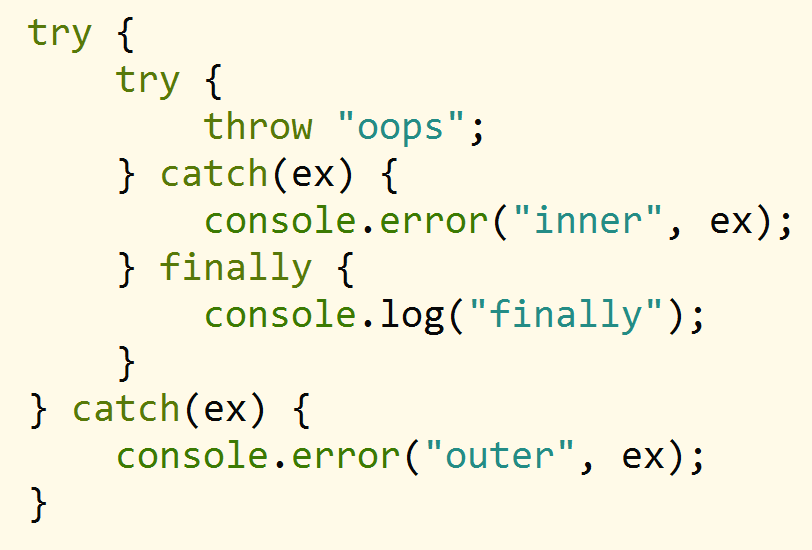 try {
    try {
        throw "oops";
    } catch(ex) {
        console.error("inner", ex);
    } finally {
        console.log("finally");
    }
} catch(ex) {
    console.error("outer", ex);
}